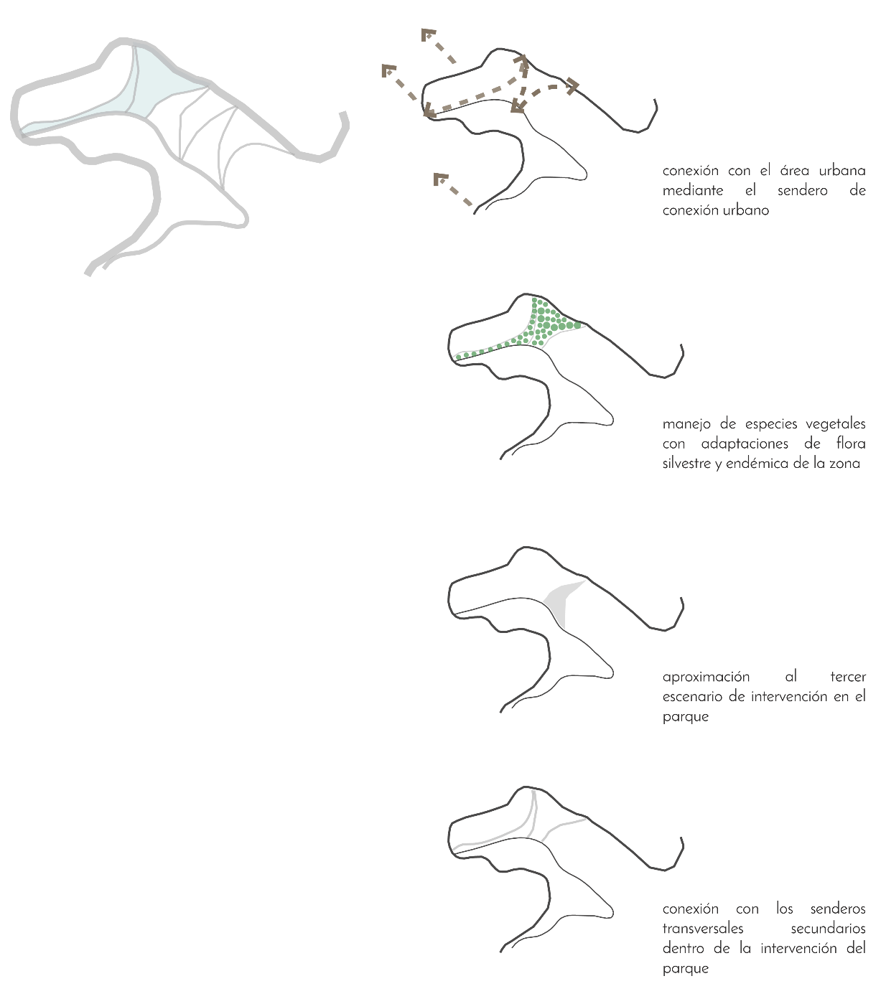 conexión con el área urbana
mediante el sendero de
conexión urbano
manejo de especies vegetales
con adaptaciones de flora
silvestre y endémica de la zona
aproximación al tercer
escenario de intervención en el
parque
conexión con los senderos
transversales secundarios
dentro de la intervención del
parque